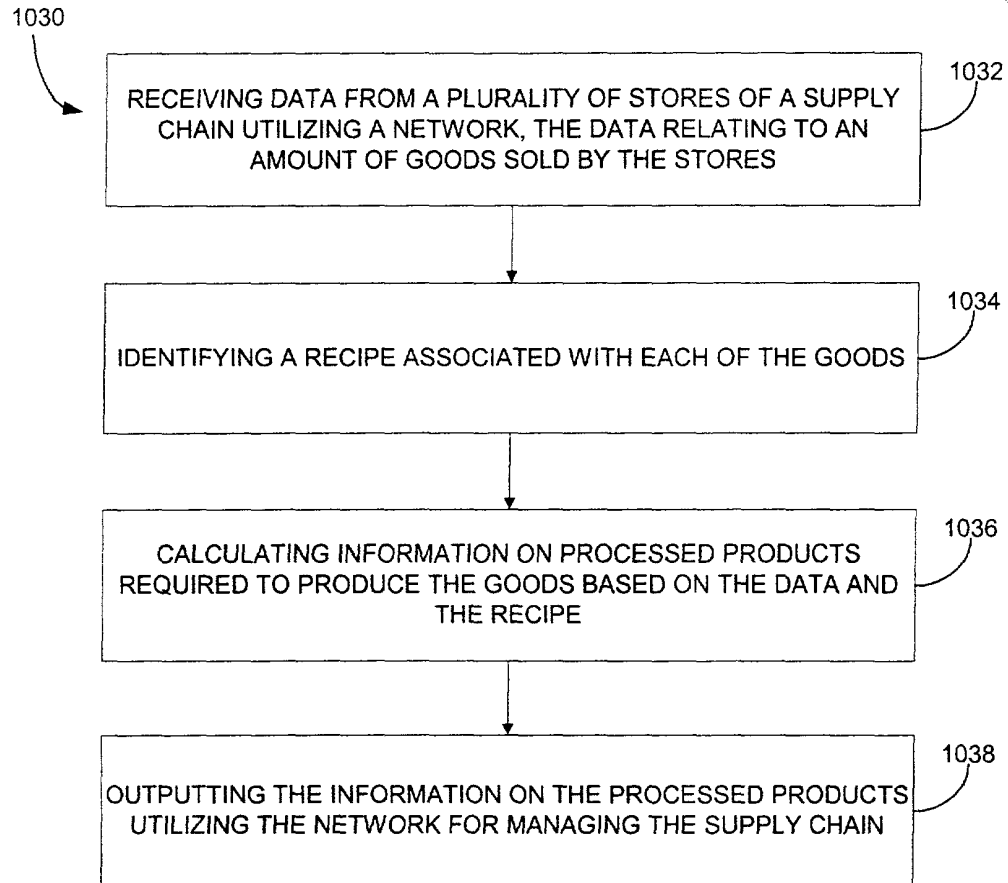 1030
1032
RECEIVING DATA FROM A PLURALITY OF STORES OF A SUPPLY
CHAIN UTILIZING A NETWORK, THE DATA RELATING TO AN
AMOUNT OF GOODS SOLD BY THE STORES
1034
IDENTIFYING A RECIPE ASSOCIATED WITH EACH OF THE GOODS
1036
CALCULATING INFORMATION ON PROCESSED PRODUCTS
REQUIRED TO PRODUCE THE GOODS BASED ON THE DATA AND
THE RECIPE
1038
OUTPUTTING THE INFORMATION ON THE PROCESSED PRODUCTS
UTILIZING THE NETWORK FOR MANAGING THE SUPPLY CHAIN